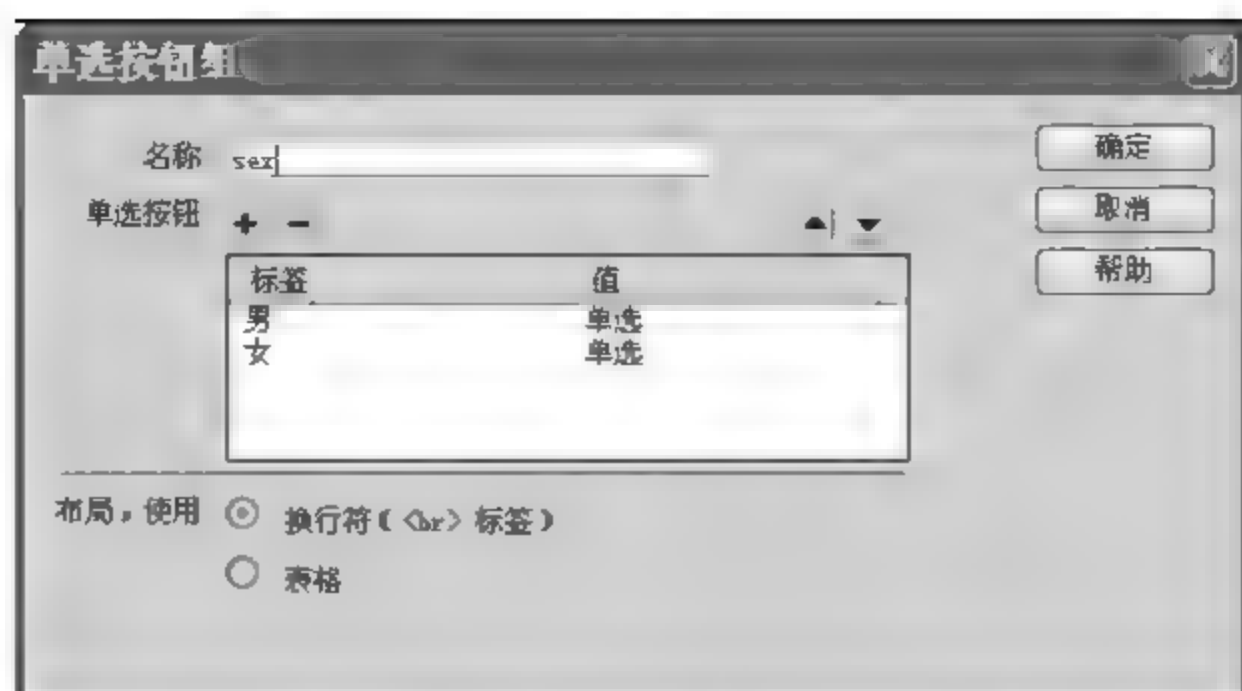 单选按钮组
名称 sex
确定
单选按钮
取消
帮助
标签 值
男 单选
女 单选
布局，使用 换行符（<br> 标签）
表格